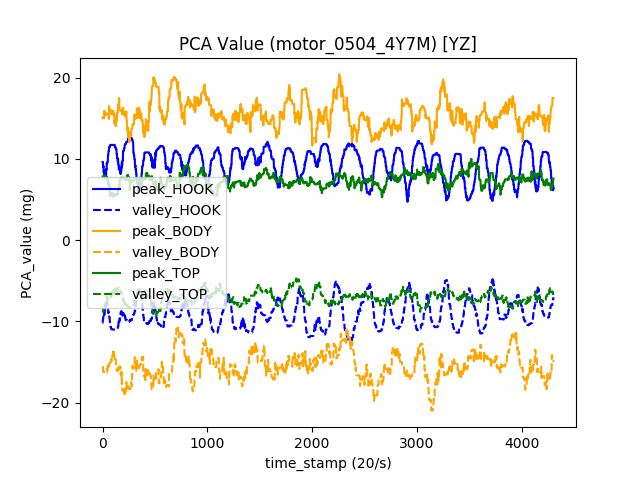 PCA Value (motor_0504_4Y7M) [YZ]
20
10
0
−10
−20
PCA_value (mg)
peak_HOOK
valley_HOOK
peak_BODY
valley_BODY
peak_TOP
valley_TOP
0 1000 2000 3000 4000
time_stamp (20/s)